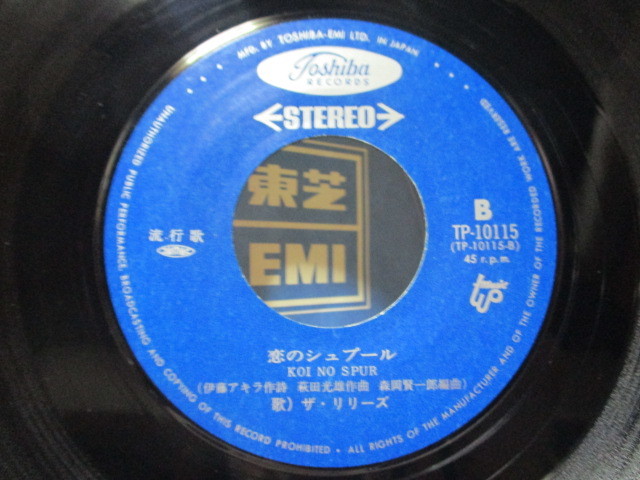 MFG. BY TOSHIBA-EMI LTD. IN JAPAN
Toshiba
RECORDS
STEREO
東芝
EMI
流行歌
B
TP-10115
(TP-10115-B)
45 r.p.m.
恋のシュプール
KOI NO SPUR
(伊藤アキラ作詩 萩田光雄作曲 森岡賢一郎編曲)
歌) ザ・リリーズ
UNAUTHORIZED PUBLIC PERFORMANCE, BROADCASTING AND COPYING OF THIS RECORD PROHIBITED • ALL RIGHTS OF THE MANUFACTURER AND OF THE OWNER OF THE RECORDED WORK ARE RESERVED